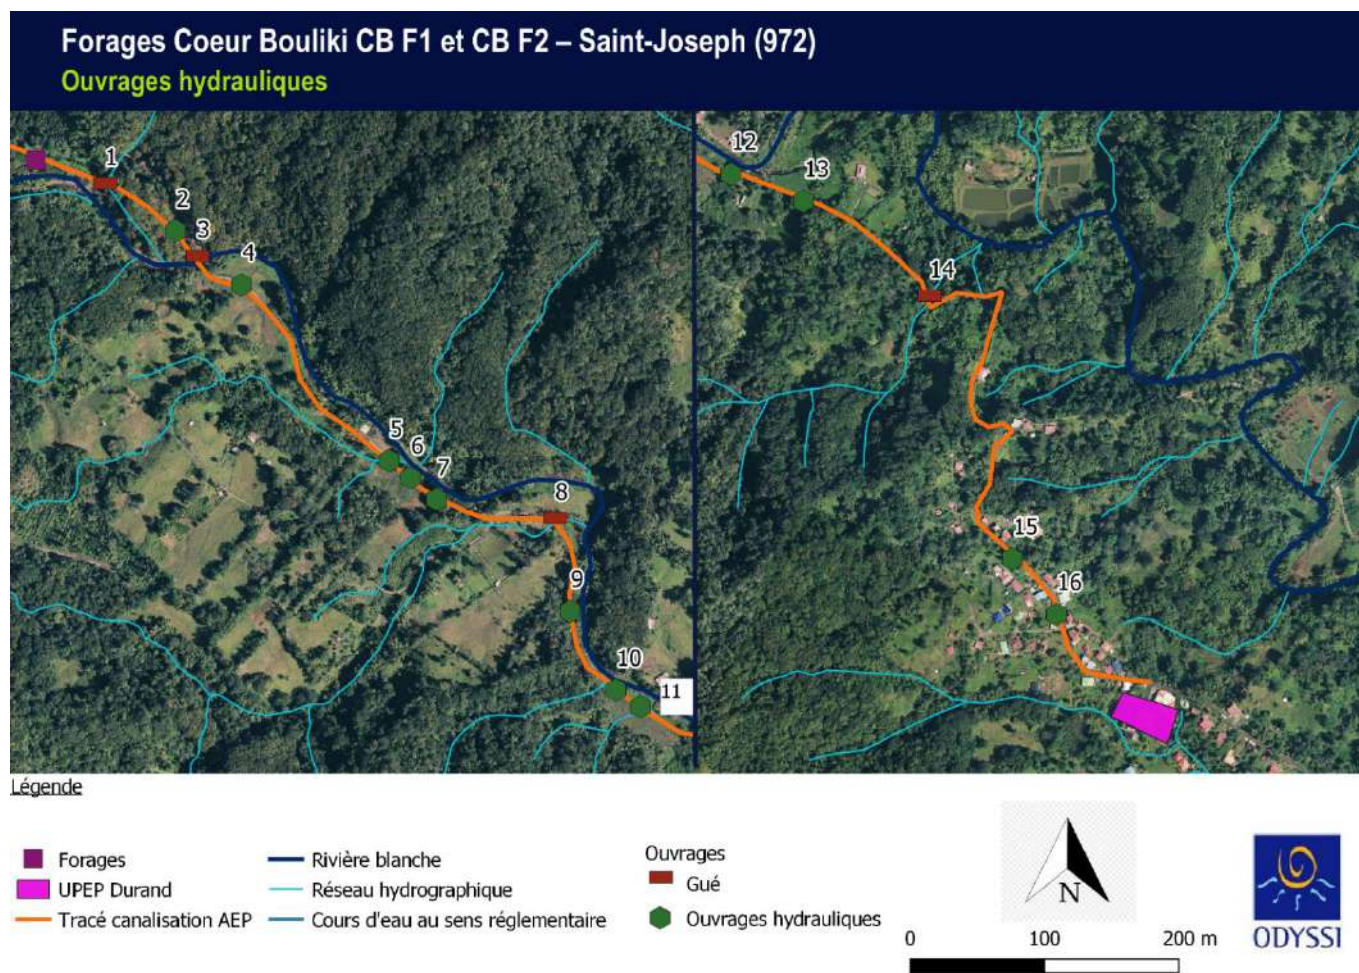 Forages Coeur Bouliki CB F1 et CB F2 – Saint-Joseph (972)
Ouvrages hydrauliques
1
2
3
4
5
6
7
8
9
10
11
12
13
14
15
16
Légende
Forages
UPEP Durand
Tracé canalisation AEP
Rivière blanche
Réseau hydrographique
Cours d'eau au sens réglementaire
Ouvrages
Gué
Ouvrages hydrauliques
N
0 100 200 m
ODYSSI